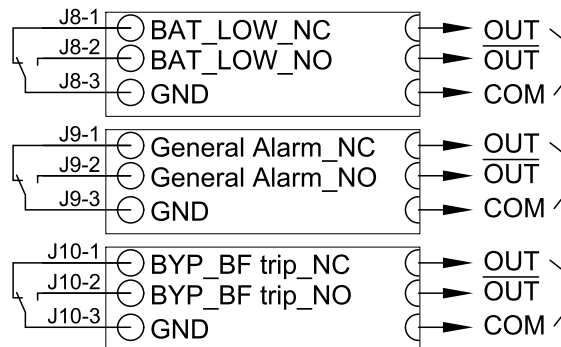 J8-1 BAT_LOW_NC OUT
J8-2 BAT_LOW_NO OUT
J8-3 GND COM
J9-1 General Alarm_NC OUT
J9-2 General Alarm_NO OUT
J9-3 GND COM
J10-1 BYP_BF trip_NC OUT
J10-2 BYP_BF trip_NO OUT
J10-3 GND COM